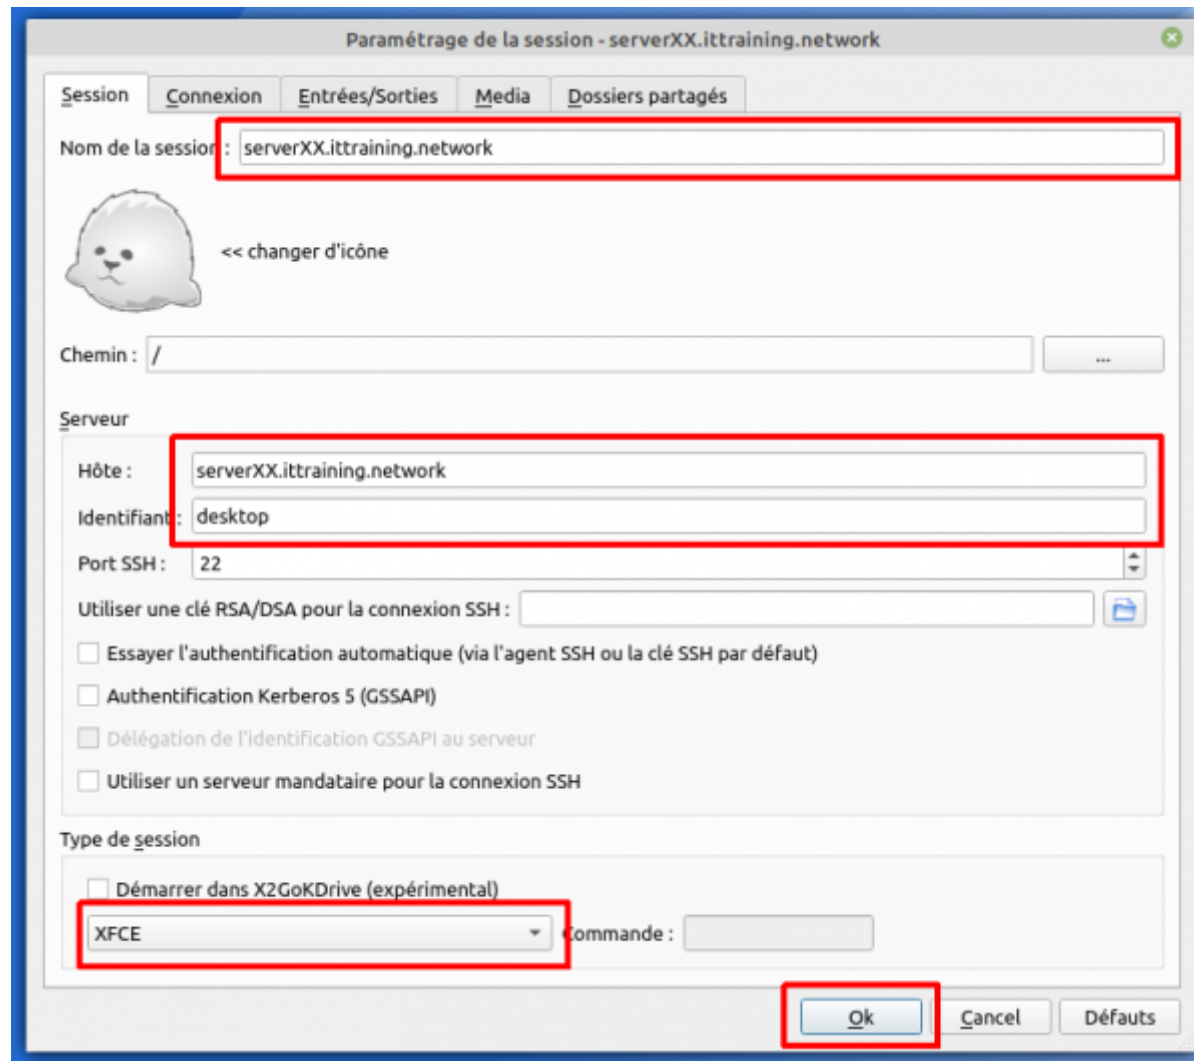 Paramétrage de la session - serverXX.ittraining.network
Session Connexion Entrées/Sorties Media Dossiers partagés
Nom de la session : serverXX.ittraining.network
<< changer d'icône
Chemin : / ...
Serveur
Hôte : serverXX.ittraining.network
Identifiant : desktop
Port SSH : 22
Utiliser une clé RSA/DSA pour la connexion SSH :
Essayer l'authentification automatique (via l'agent SSH ou la clé SSH par défaut)
Authentification Kerberos 5 (GSSAPI)
Délégation de l'identification GSSAPI au serveur
Utiliser un serveur mandataire pour la connexion SSH
Type de session
Démarrer dans X2GoKDrive (expérimental)
XFCE Commande :
Ok Cancel Défauts